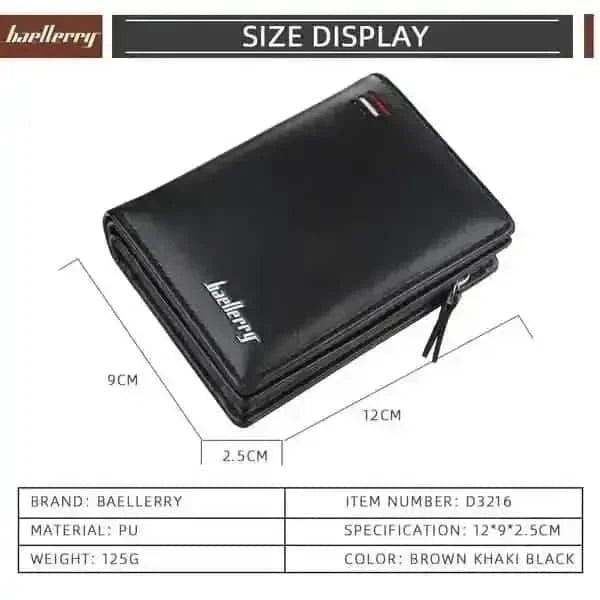 baellerry
SIZE DISPLAY
baellerry
9CM
12CM
2.5CM
BRAND: BAELLERRY
ITEM NUMBER: D3216
MATERIAL: PU
SPECIFICATION: 12*9*2.5CM
WEIGHT: 125G
COLOR: BROWN KHAKI BLACK